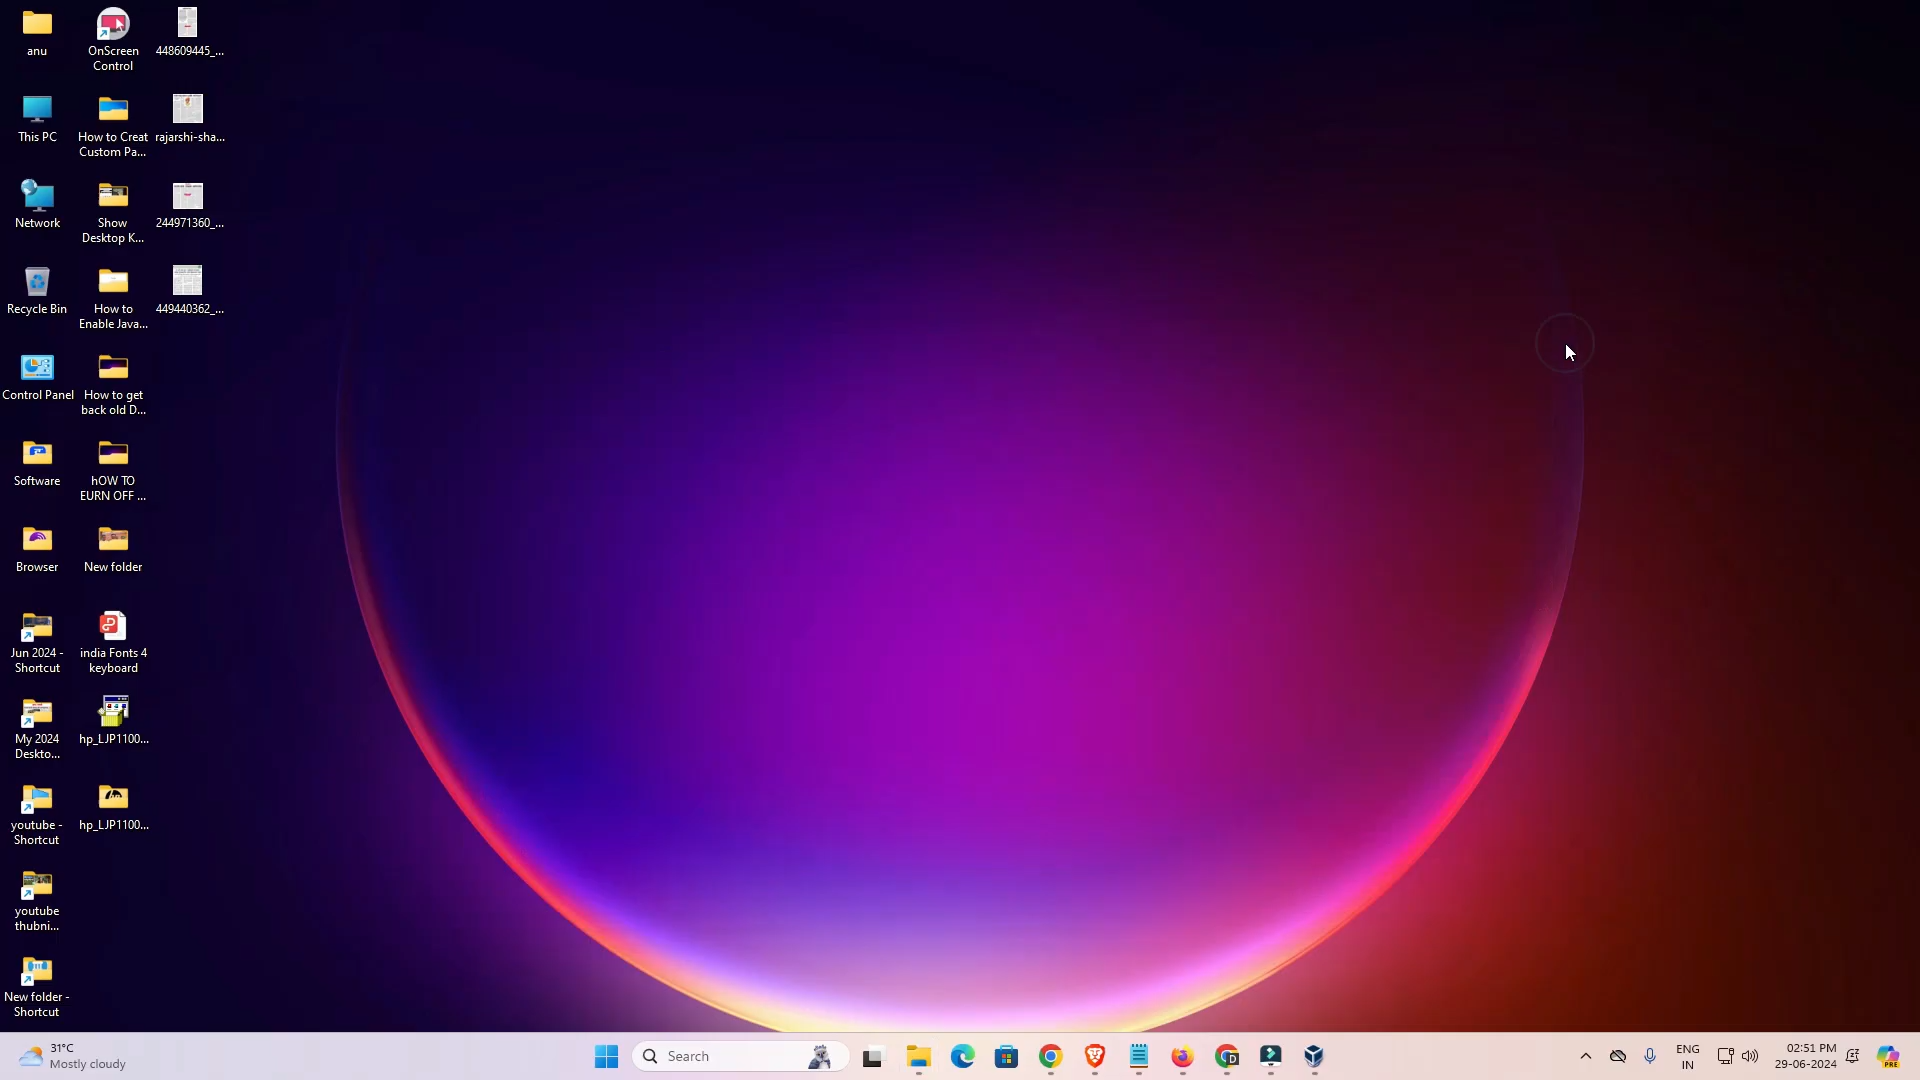 anu
This PC
Network
Recycle Bin
Control Panel
Software
Browser
Jun 2024 -
Shortcut
My 2024
Deskto...
youtube -
Shortcut
youtube
thubni...
New folder -
Shortcut
OnScreen
Control
How to Creat
Custom Pa...
Show
Desktop K...
How to
Enable Java...
How to get
back old D...
hOW TO
EURN OFF ...
New folder
india Fonts 4
keyboard
hp_LJP1100...
hp_LJP1100...
448609445_...
rajarshi-sha...
244971360_...
449440362_...
31°C
Mostly cloudy
Search
ENG
IN
02:51 PM
29-06-2024
PRE